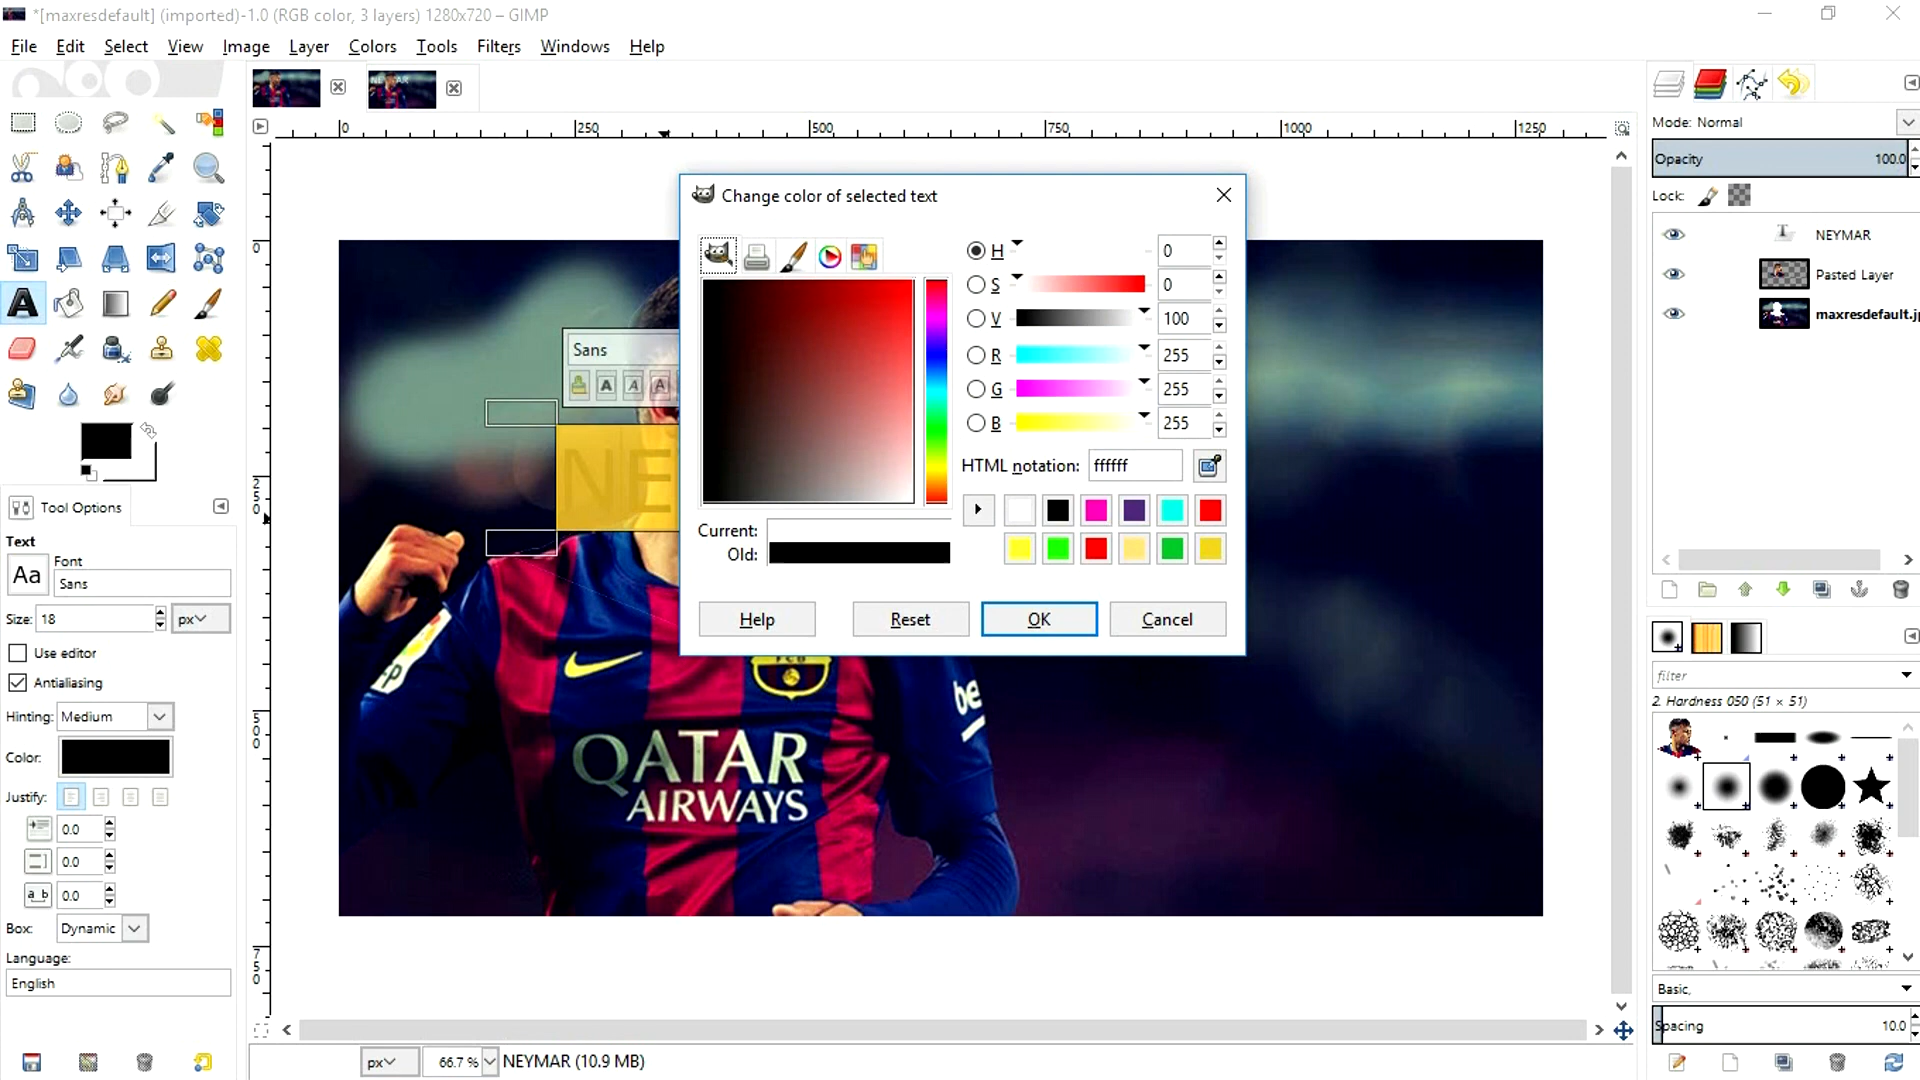 *[maxresdefault] (imported)-1.0 (RGB color, 3 layers) 1280x720 – GIMP
File Edit Select View Image Layer Colors Tools Filters Windows Help
0 250 500 750 1000 1250
Mode: Normal
Opacity 100.0
Lock:
NEYMAR
Pasted Layer
maxresdefault.j
Change color of selected text
H 0
S 0
V 100
R 255
G 255
B 255
HTML notation: ffffff
Current:
Old:
Help Reset OK Cancel
Sans
NE
0
250
500
750
Tool Options
Text
Font
Aa Sans
Size: 18 px
Use editor
Antialiasing
Hinting: Medium
Color:
Justify:
0.0
0.0
0.0
Box: Dynamic
Language:
English
FCB
be
QATAR
AIRWAYS
filter
2. Hardness 050 (51 × 51)
Basic,
Spacing 10.0
px 66.7 % NEYMAR (10.9 MB)